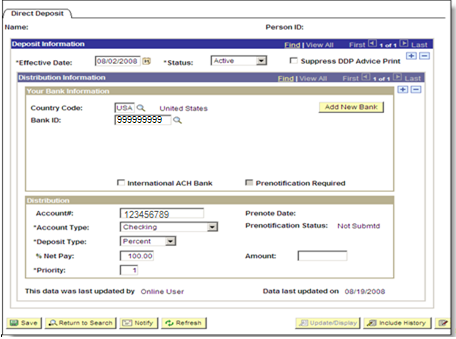 Direct Deposit
Name: Person ID:
Deposit Information Find | View All First 1 of 1 Last
*Effective Date: 08/02/2008 *Status: Active Suppress DDP Advice Print
Distribution Information Find | View All First 1 of 1 Last
Your Bank Information
Country Code: USA United States Add New Bank
Bank ID: 999999999
International ACH Bank Prenotification Required
Distribution
Account#: 123456789 Prenote Date:
*Account Type: Checking Prenotification Status: Not Submtd
*Deposit Type: Percent
% Net Pay: 100.00 Amount:
*Priority: 1
This data was last updated by Online User Data last updated on 08/19/2008
Save Return to Search Notify Refresh Update/Display Include History